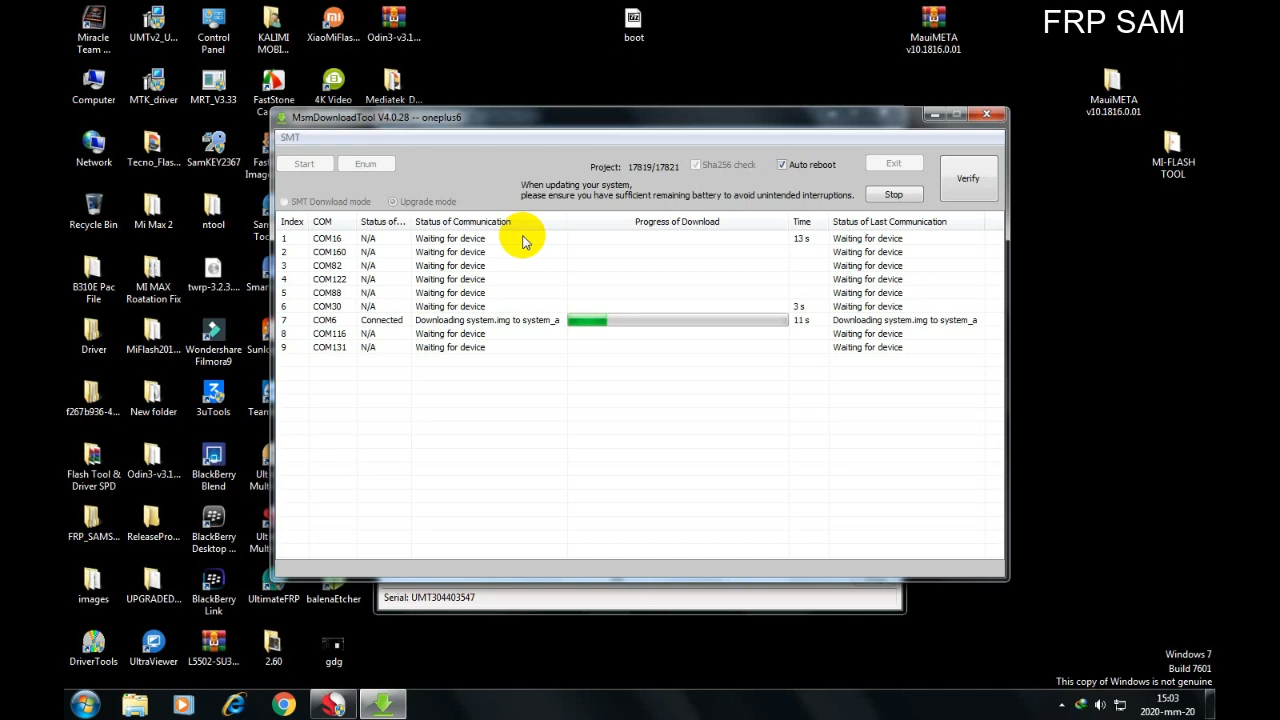 FRP SAM
Miracle
Team ...
UMTv2_U...
Control
Panel
KALIMI
MOBI...
XiaoMiFlas...
Odin3-v3.1...
boot
MauiMETA
v10.1816.0.01
Computer
MTK_driver
MRT_V3.33
FastStone
4K Video
Mediatek_D...
MauiMETA
v10.1816.0.01
Network
Tecno_Flas...
SamKEY2367
MI-FLASH
TOOL
Recycle Bin
Mi Max 2
ntool
B310E Pac
File
MI MAX
Roatation Fix
twrp-3.2.3....
Driver
MiFlash201...
Wondershare
Filmora9
f267b936-4...
New folder
3uTools
Flash Tool &
Driver SPD
Odin3-v3.1...
BlackBerry
Blend
FRP_SAMS...
ReleasePro...
BlackBerry
Desktop ...
images
UPGRADED...
BlackBerry
Link
UltimateFRP
balenaEtcher
DriverTools
UltraViewer
L5502-SU3...
2.60
gdg
MsmDownloadTool V4.0.28 -- oneplus6
SMT
Start Enum Project: 17819/17821 Sha256 check Auto reboot Exit Verify
When updating your system,
please ensure you have sufficient remaining battery to avoid unintended interruptions. Stop
SMT Donwload mode Upgrade mode
Index COM Status of... Status of Communication Progress of Download Time Status of Last Communication
1 COM16 N/A Waiting for device 13 s Waiting for device
2 COM160 N/A Waiting for device Waiting for device
3 COM82 N/A Waiting for device Waiting for device
4 COM122 N/A Waiting for device Waiting for device
5 COM88 N/A Waiting for device Waiting for device
6 COM30 N/A Waiting for device 3 s Waiting for device
7 COM6 Connected Downloading system.img to system_a 11 s Downloading system.img to system_a
8 COM116 N/A Waiting for device Waiting for device
9 COM131 N/A Waiting for device Waiting for device
Serial: UMT304403547
Windows 7
Build 7601
This copy of Windows is not genuine
15:03
2020-mm-20